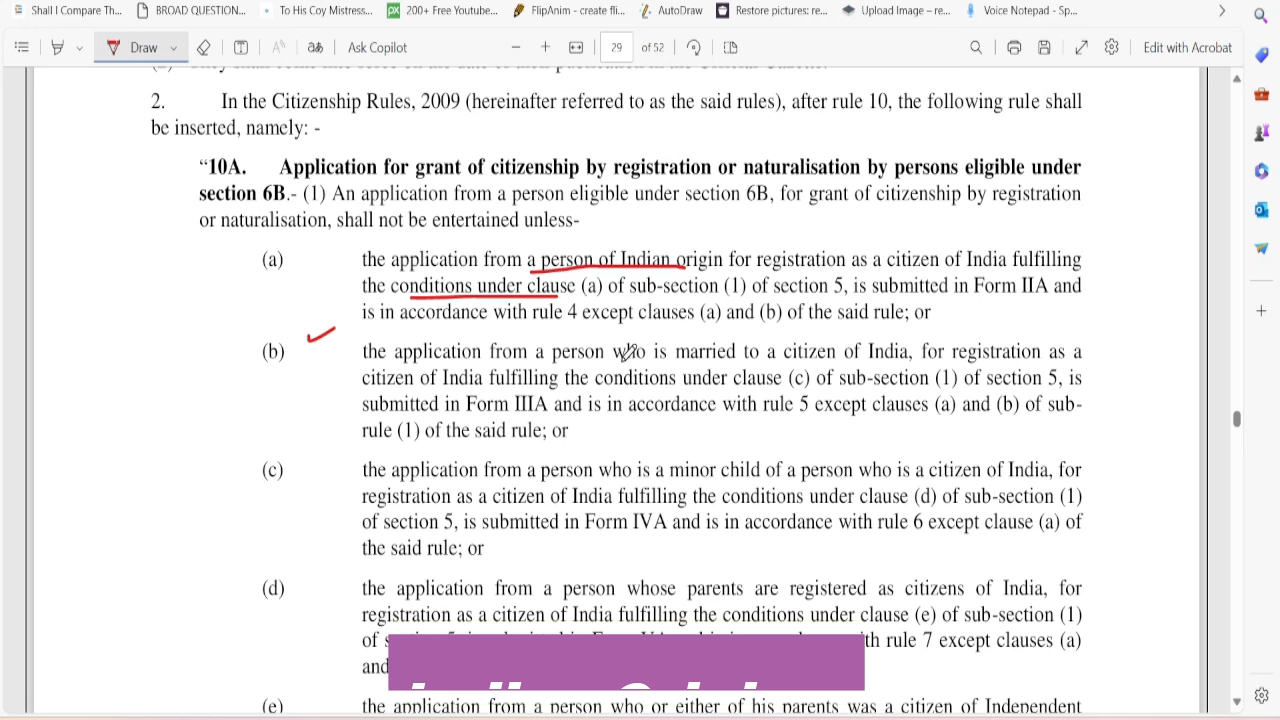 Shall I Compare Th... BROAD QUESTION... To His Coy Mistress... 200+ Free Youtube... FlipAnim - create fli... AutoDraw Restore pictures: re... Upload Image – re... Voice Notepad - Sp...
Draw Ask Copilot 29 of 52 Edit with Acrobat
2. In the Citizenship Rules, 2009 (hereinafter referred to as the said rules), after rule 10, the following rule shall
be inserted, namely: -
“10A. Application for grant of citizenship by registration or naturalisation by persons eligible under
section 6B.- (1) An application from a person eligible under section 6B, for grant of citizenship by registration
or naturalisation, shall not be entertained unless-
(a) the application from a person of Indian origin for registration as a citizen of India fulfilling
the conditions under clause (a) of sub-section (1) of section 5, is submitted in Form IIA and
is in accordance with rule 4 except clauses (a) and (b) of the said rule; or
(b) the application from a person who is married to a citizen of India, for registration as a
citizen of India fulfilling the conditions under clause (c) of sub-section (1) of section 5, is
submitted in Form IIIA and is in accordance with rule 5 except clauses (a) and (b) of sub-
rule (1) of the said rule; or
(c) the application from a person who is a minor child of a person who is a citizen of India, for
registration as a citizen of India fulfilling the conditions under clause (d) of sub-section (1)
of section 5, is submitted in Form IVA and is in accordance with rule 6 except clause (a) of
the said rule; or
(d) the application from a person whose parents are registered as citizens of India, for
registration as a citizen of India fulfilling the conditions under clause (e) of sub-section (1)
of rule 7 except clauses (a)
and
(e) the application from a person who or either of his parents was a citizen of Independent